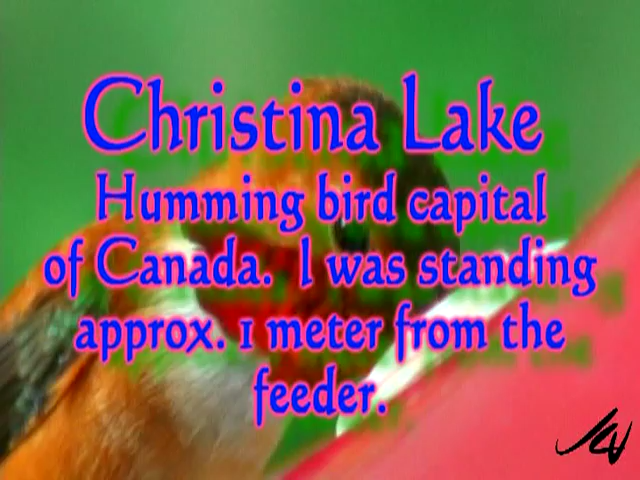 Christina Lake
Humming bird capital
of Canada. I was standing
approx. 1 meter from the
feeder.